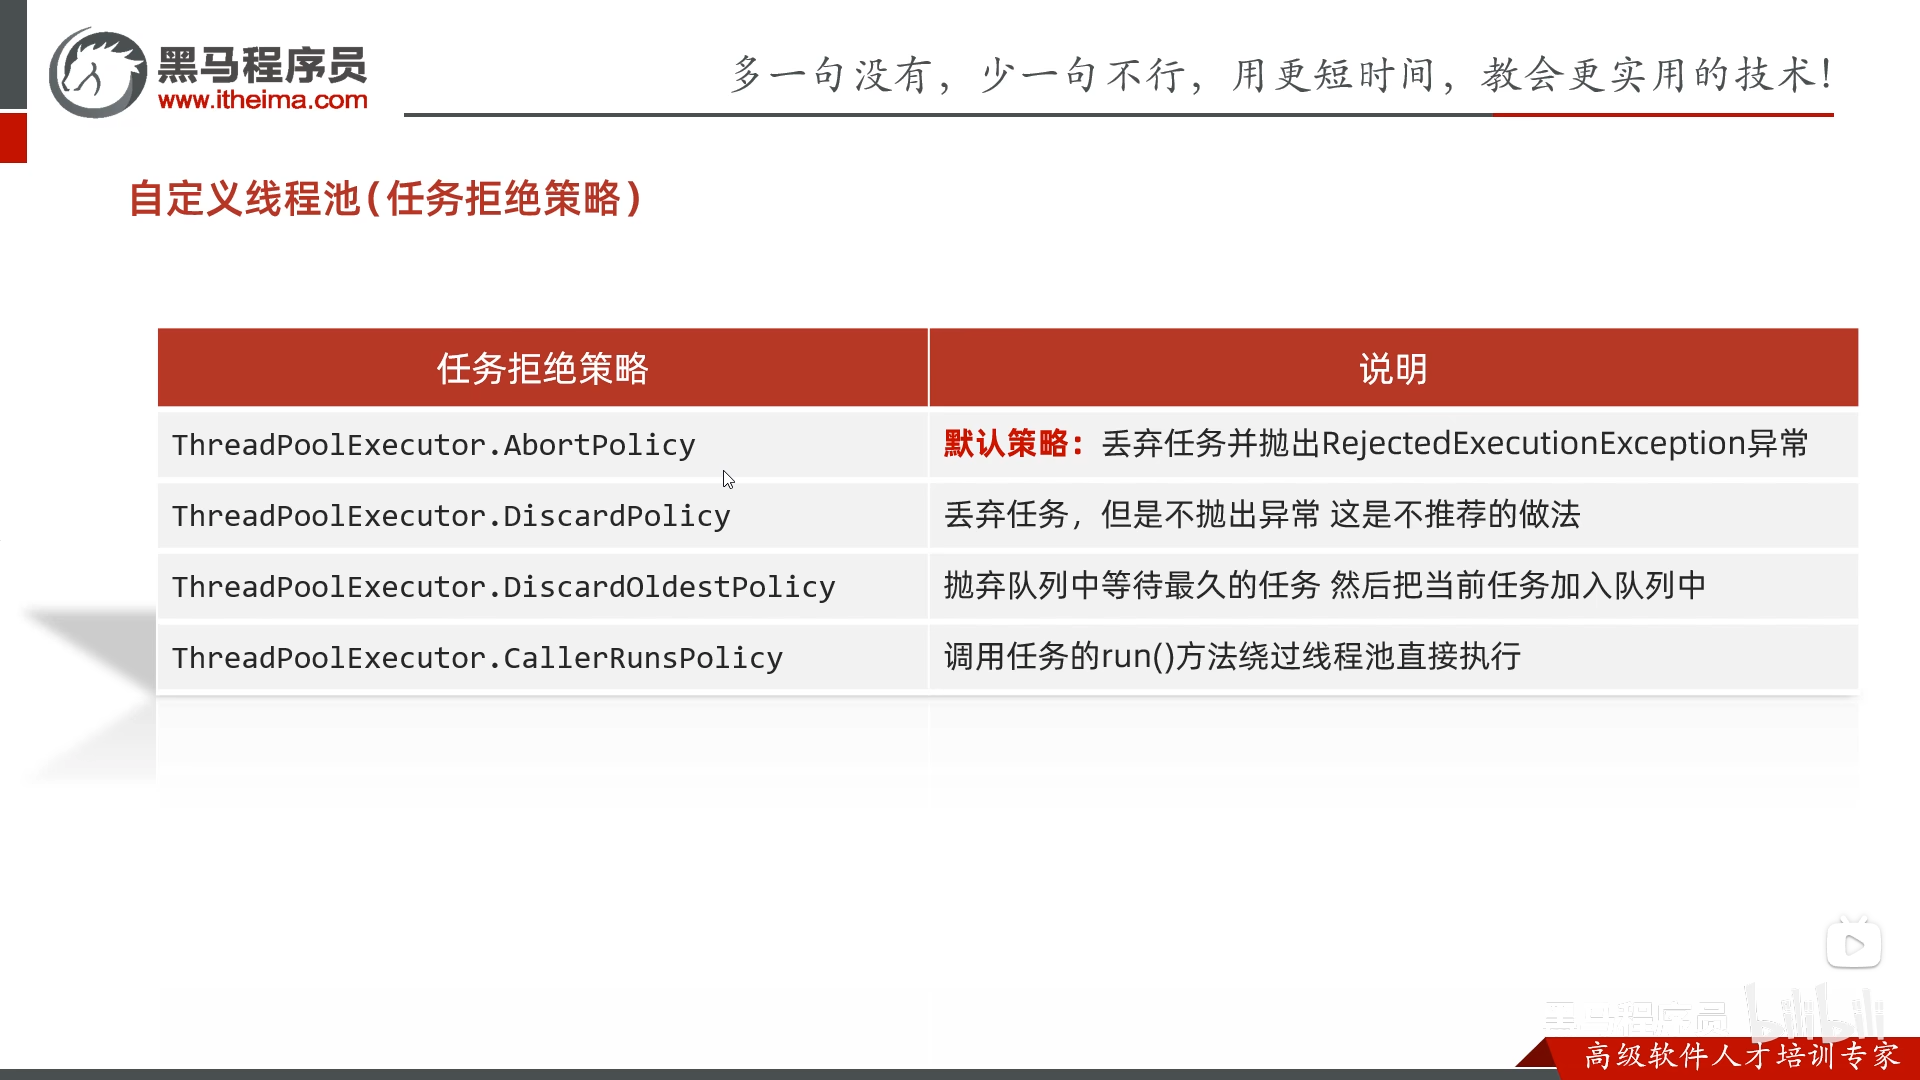 黑马程序员
www.itheima.com
多一句没有，少一句不行，用更短时间，教会更实用的技术！
自定义线程池(任务拒绝策略)
任务拒绝策略 说明
ThreadPoolExecutor.AbortPolicy 默认策略：丢弃任务并抛出RejectedExecutionException异常
ThreadPoolExecutor.DiscardPolicy 丢弃任务，但是不抛出异常 这是不推荐的做法
ThreadPoolExecutor.DiscardOldestPolicy 抛弃队列中等待最久的任务 然后把当前任务加入队列中
ThreadPoolExecutor.CallerRunsPolicy 调用任务的run()方法绕过线程池直接执行
黑马程序员 bilibili
高级软件人才培训专家